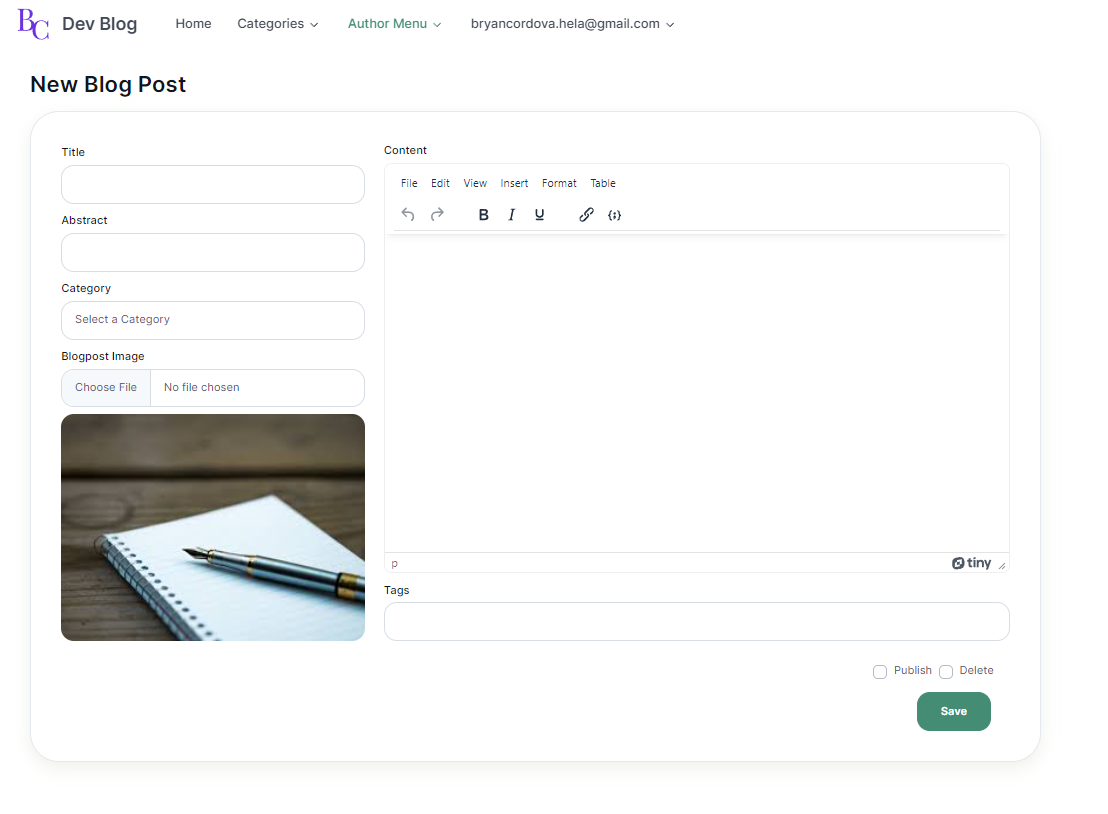 BC Dev Blog Home Categories Author Menu bryancordova.hela@gmail.com
New Blog Post
Title
Abstract
Category
Select a Category
Blogpost Image
Choose File No file chosen
Content
File Edit View Insert Format Table
B I U
p tiny
Tags
Publish Delete
Save